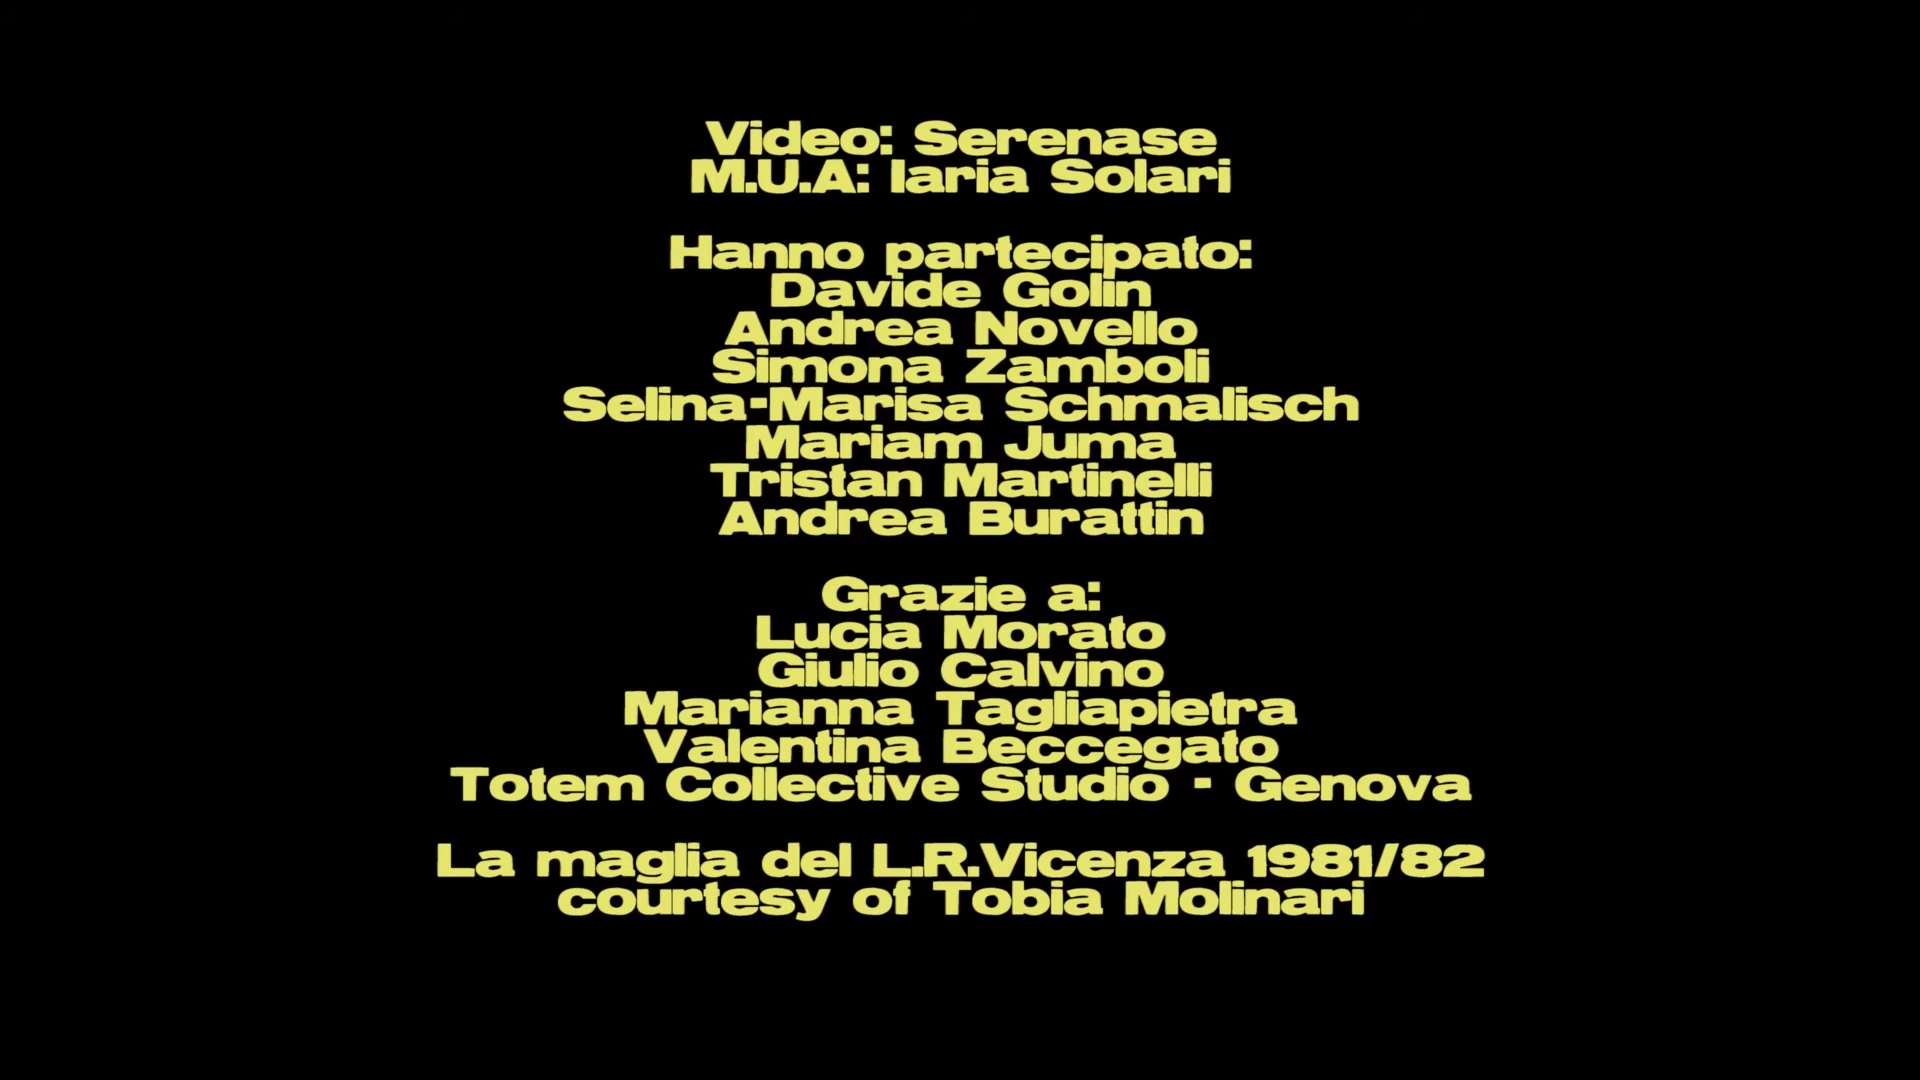 Video: Serenase
M.U.A: Iaria Solari
Hanno partecipato:
Davide Golin
Andrea Novello
Simona Zamboli
Selina-Marisa Schmalisch
Mariam Juma
Tristan Martinelli
Andrea Burattin
Grazie a:
Lucia Morato
Giulio Calvino
Marianna Tagliapietra
Valentina Beccegato
Totem Collective Studio - Genova
La maglia del L.R.Vicenza 1981/82
courtesy of Tobia Molinari